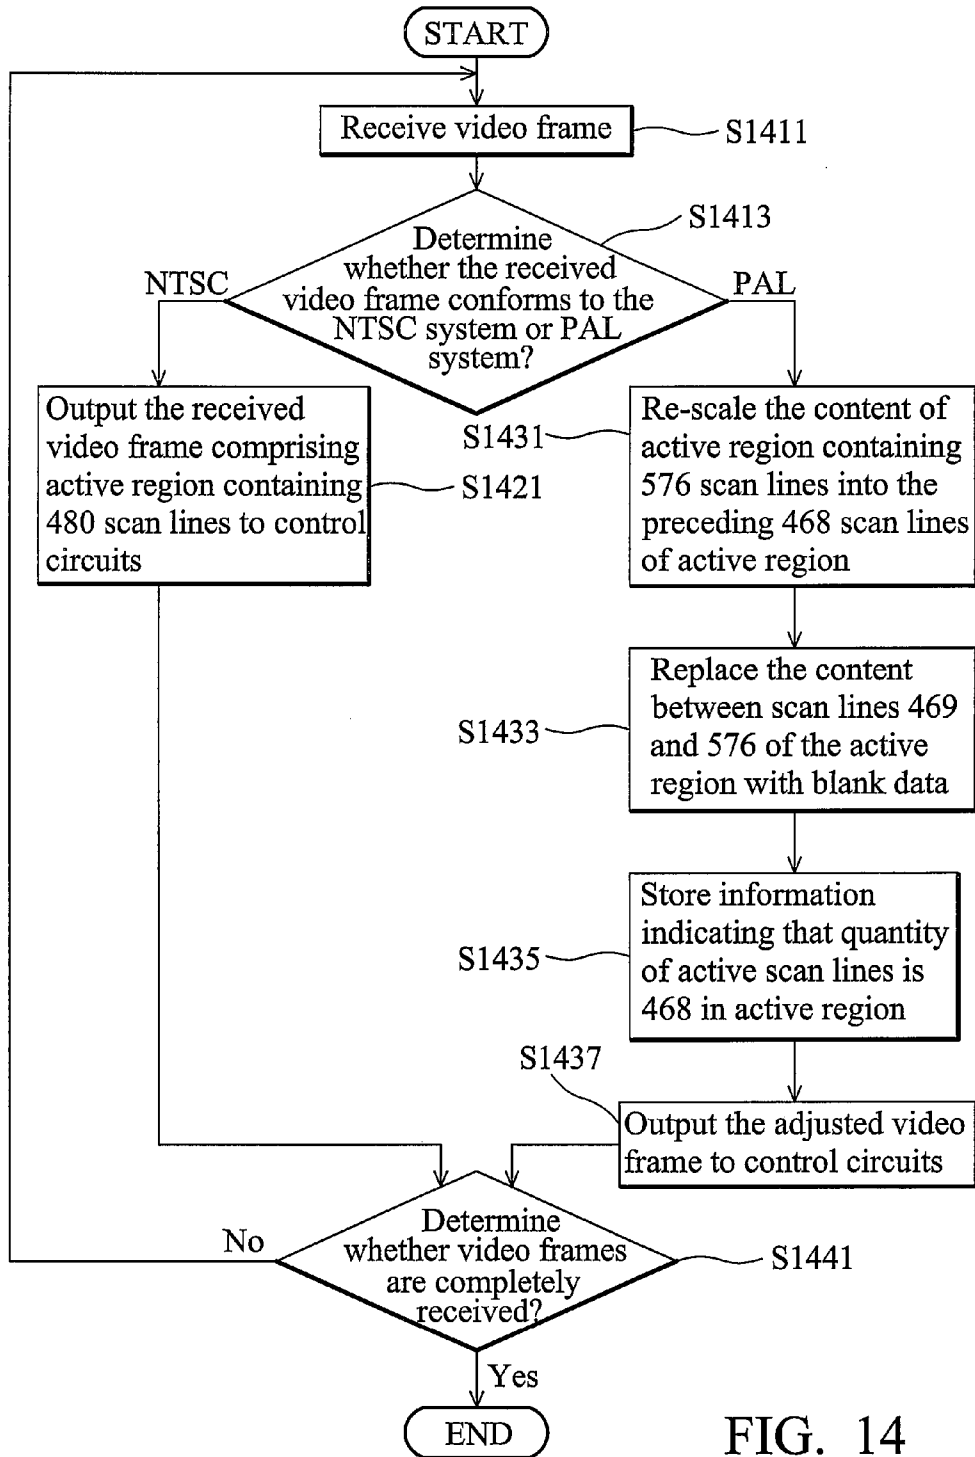 START
Receive video frame
S1411
S1413
Determine
whether the received
video frame conforms to the
NTSC system or PAL
system?
NTSC
PAL
Output the received
video frame comprising
active region containing
480 scan lines to control
circuits
S1421
S1431
Re-scale the content of
active region containing
576 scan lines into the
preceding 468 scan lines
of active region
S1433
Replace the content
between scan lines 469
and 576 of the active
region with blank data
S1435
Store information
indicating that quantity
of active scan lines is
468 in active region
S1437
Output the adjusted video
frame to control circuits
No
Determine
whether video frames
are completely
received?
S1441
Yes
END
FIG. 14